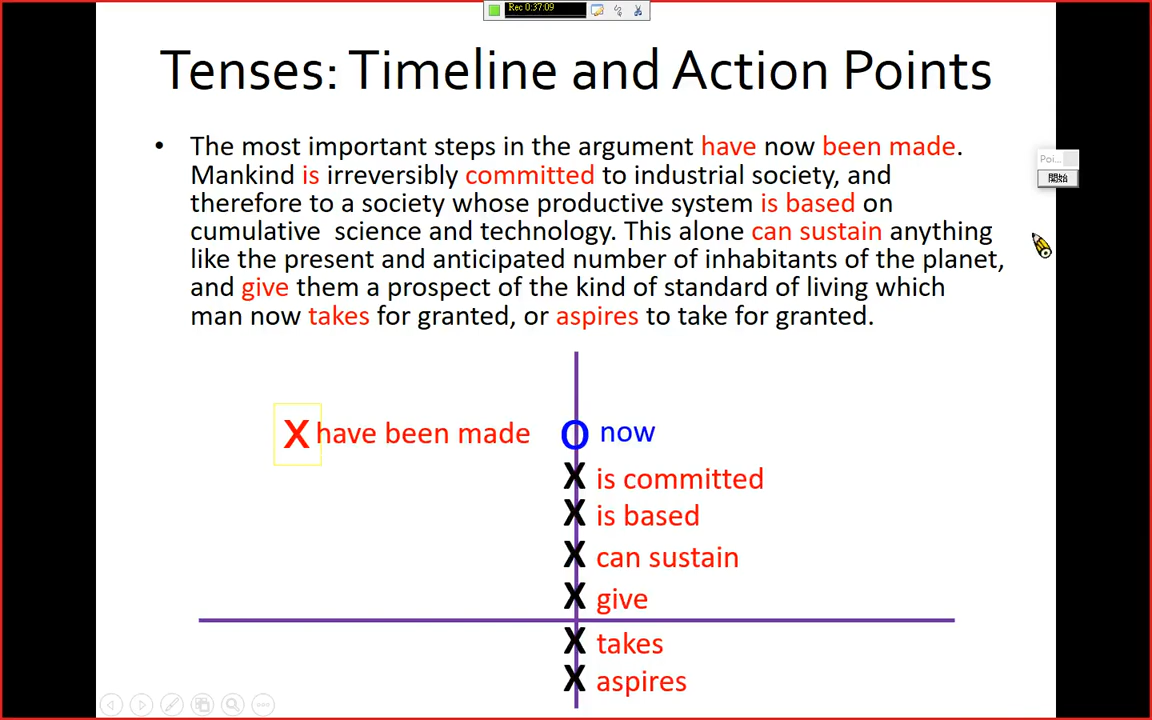 Rec 0:37:09
Tenses: Timeline and Action Points
• The most important steps in the argument have now been made.
Mankind is irreversibly committed to industrial society, and
therefore to a society whose productive system is based on
cumulative science and technology. This alone can sustain anything
like the present and anticipated number of inhabitants of the planet,
and give them a prospect of the kind of standard of living which
man now takes for granted, or aspires to take for granted.
Poi...
開始
X have been made O now
X is committed
X is based
X can sustain
X give
X takes
X aspires